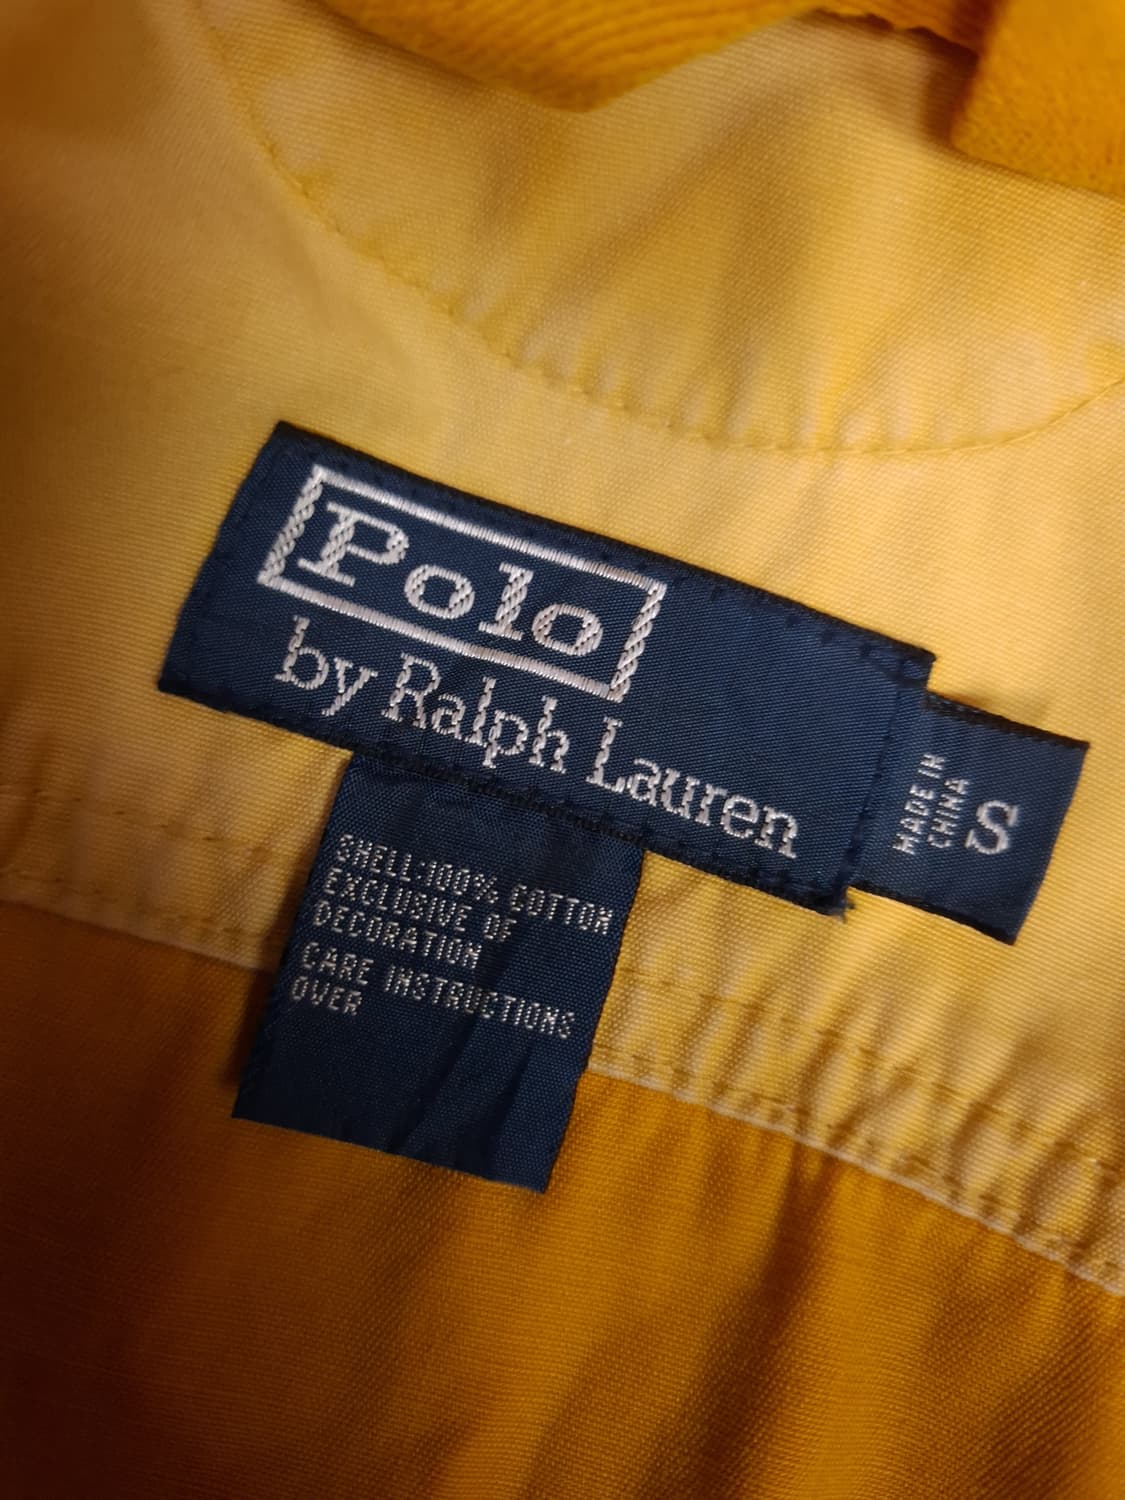 Polo
by Ralph Lauren
MADE IN
CHINA
S
SHELL:100% COTTON
EXCLUSIVE OF
DECORATION
CARE INSTRUCTIONS
OVER